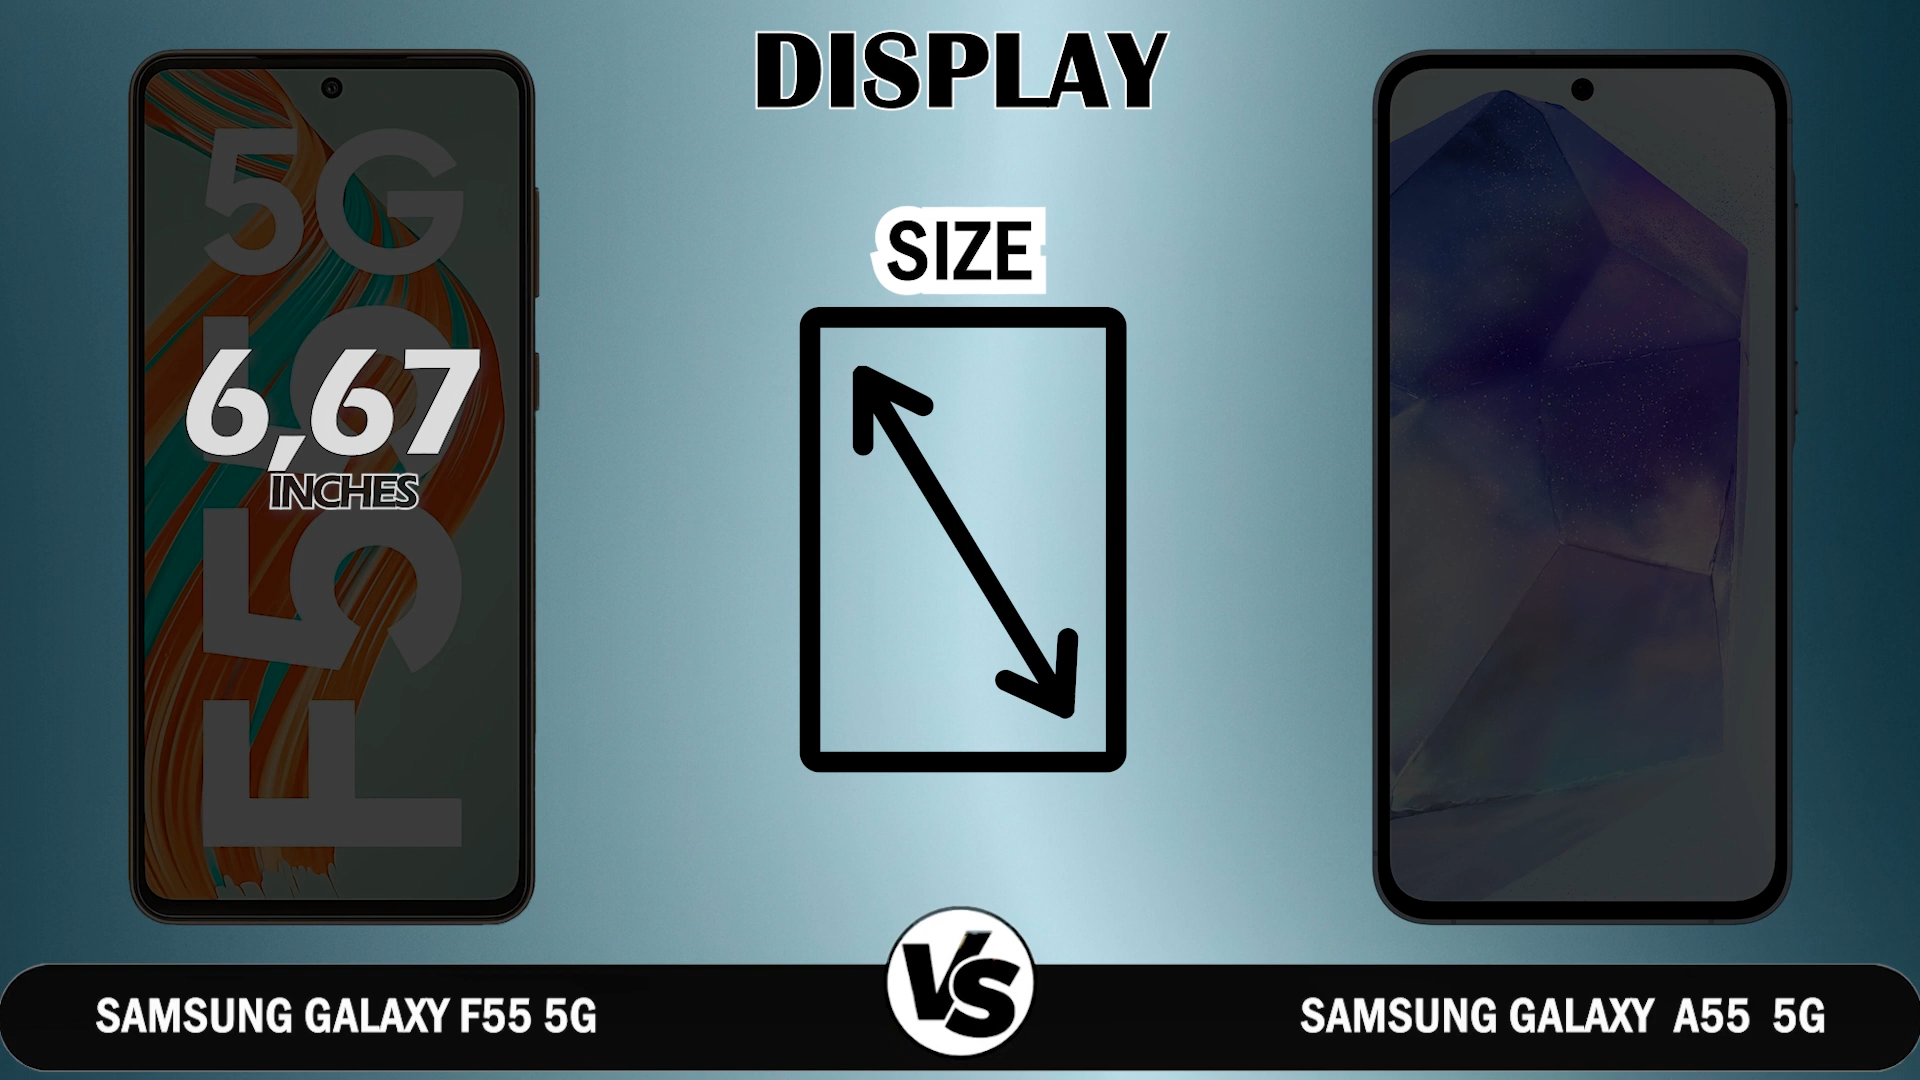 DISPLAY
SIZE
5G
F55
6,67
INCHES
VS
SAMSUNG GALAXY F55 5G
SAMSUNG GALAXY A55 5G